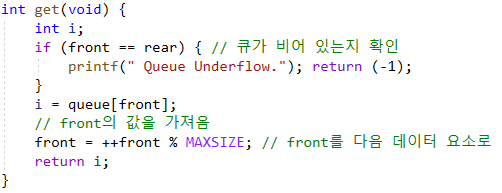 int get(void) {
int i;
if (front == rear) { // 큐가 비어 있는지 확인
printf(" Queue Underflow."); return (-1);
}
i = queue[front];
// front의 값을 가져옴
front = ++front % MAXSIZE; // front를 다음 데이터 요소로
return i;
}